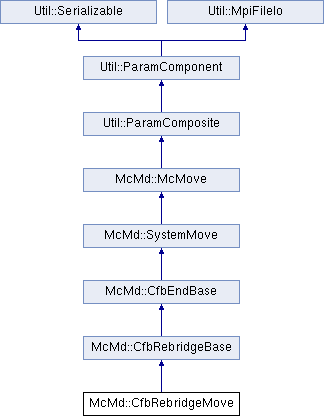 Util::Serializable
Util::MpiFileIo
Util::ParamComponent
Util::ParamComposite
McMd::McMove
McMd::SystemMove
McMd::CfbEndBase
McMd::CfbRebridgeBase
McMd::CfbRebridgeMove